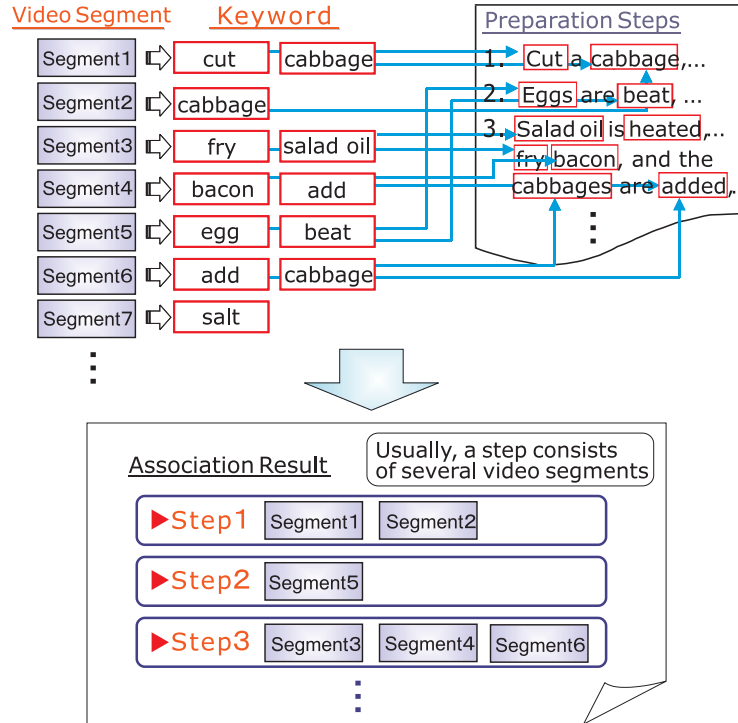 Video Segment Keyword Preparation Steps
Segment1 cut cabbage 1. Cut a cabbage,...
Segment2 cabbage 2. Eggs are beat, ...
Segment3 fry salad oil 3. Salad oil is heated,...
fry bacon, and the
Segment4 bacon add cabbages are added,..
Segment5 egg beat
Segment6 add cabbage
Segment7 salt
Association Result
Usually, a step consists
of several video segments
Step1 Segment1 Segment2
Step2 Segment5
Step3 Segment3 Segment4 Segment6